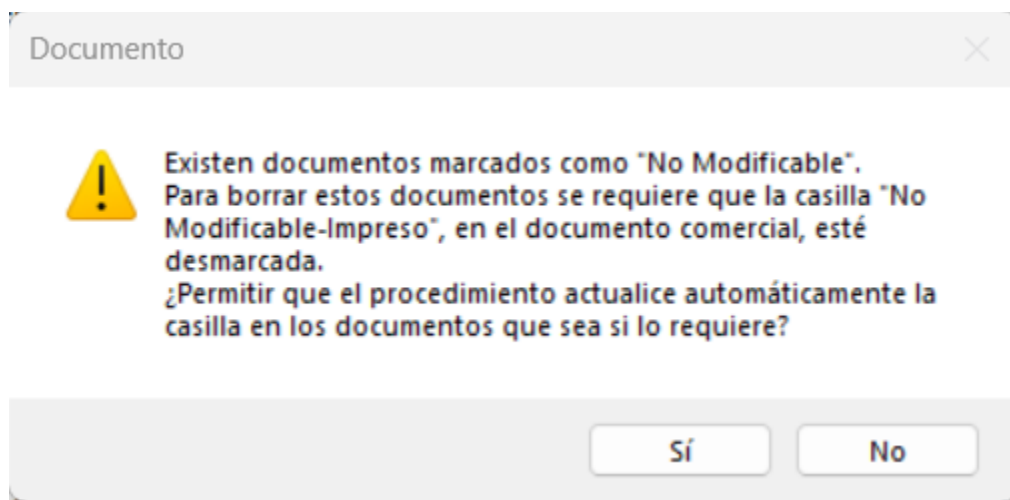 Documento
Existen documentos marcados como "No Modificable".
Para borrar estos documentos se requiere que la casilla "No
Modificable-Impreso", en el documento comercial, esté
desmarcada.
¿Permitir que el procedimiento actualice automáticamente la
casilla en los documentos que sea si lo requiere?
Sí
No